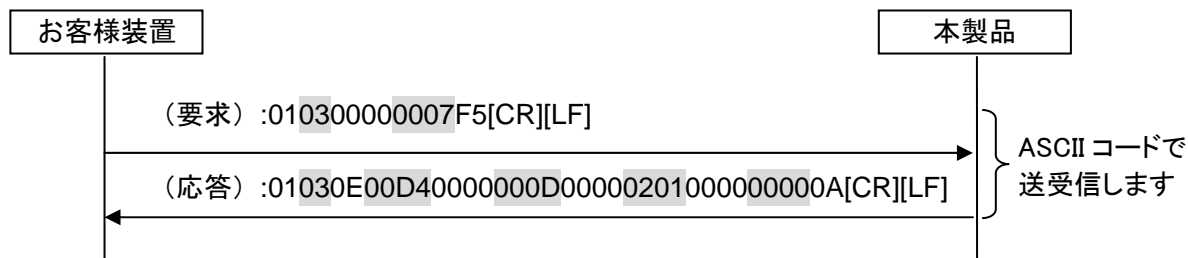 お客様装置
本製品
（要求）:010300000007F5[CR][LF]
（応答）:01030E00D40000000D00000201000000000A[CR][LF]
ASCII コードで
送受信します